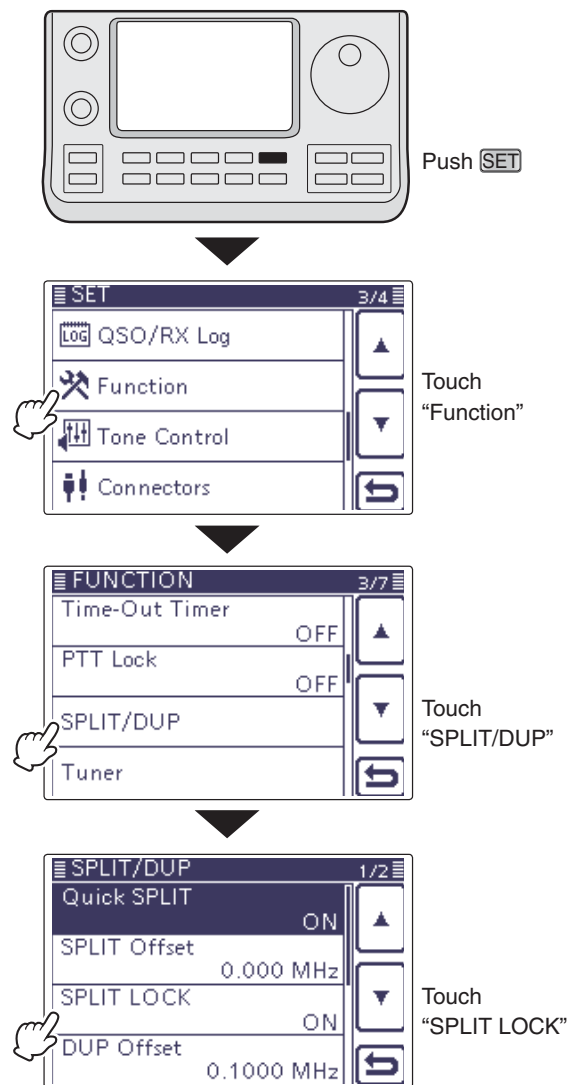 Push SET
SET 3/4
LOG QSO/RX Log
Function
Tone Control
Connectors
Touch
“Function”
FUNCTION 3/7
Time-Out Timer
OFF
PTT Lock
OFF
SPLIT/DUP
Tuner
Touch
“SPLIT/DUP”
SPLIT/DUP 1/2
Quick SPLIT
ON
SPLIT Offset
0.000 MHz
SPLIT LOCK
ON
DUP Offset
0.1000 MHz
Touch
“SPLIT LOCK”